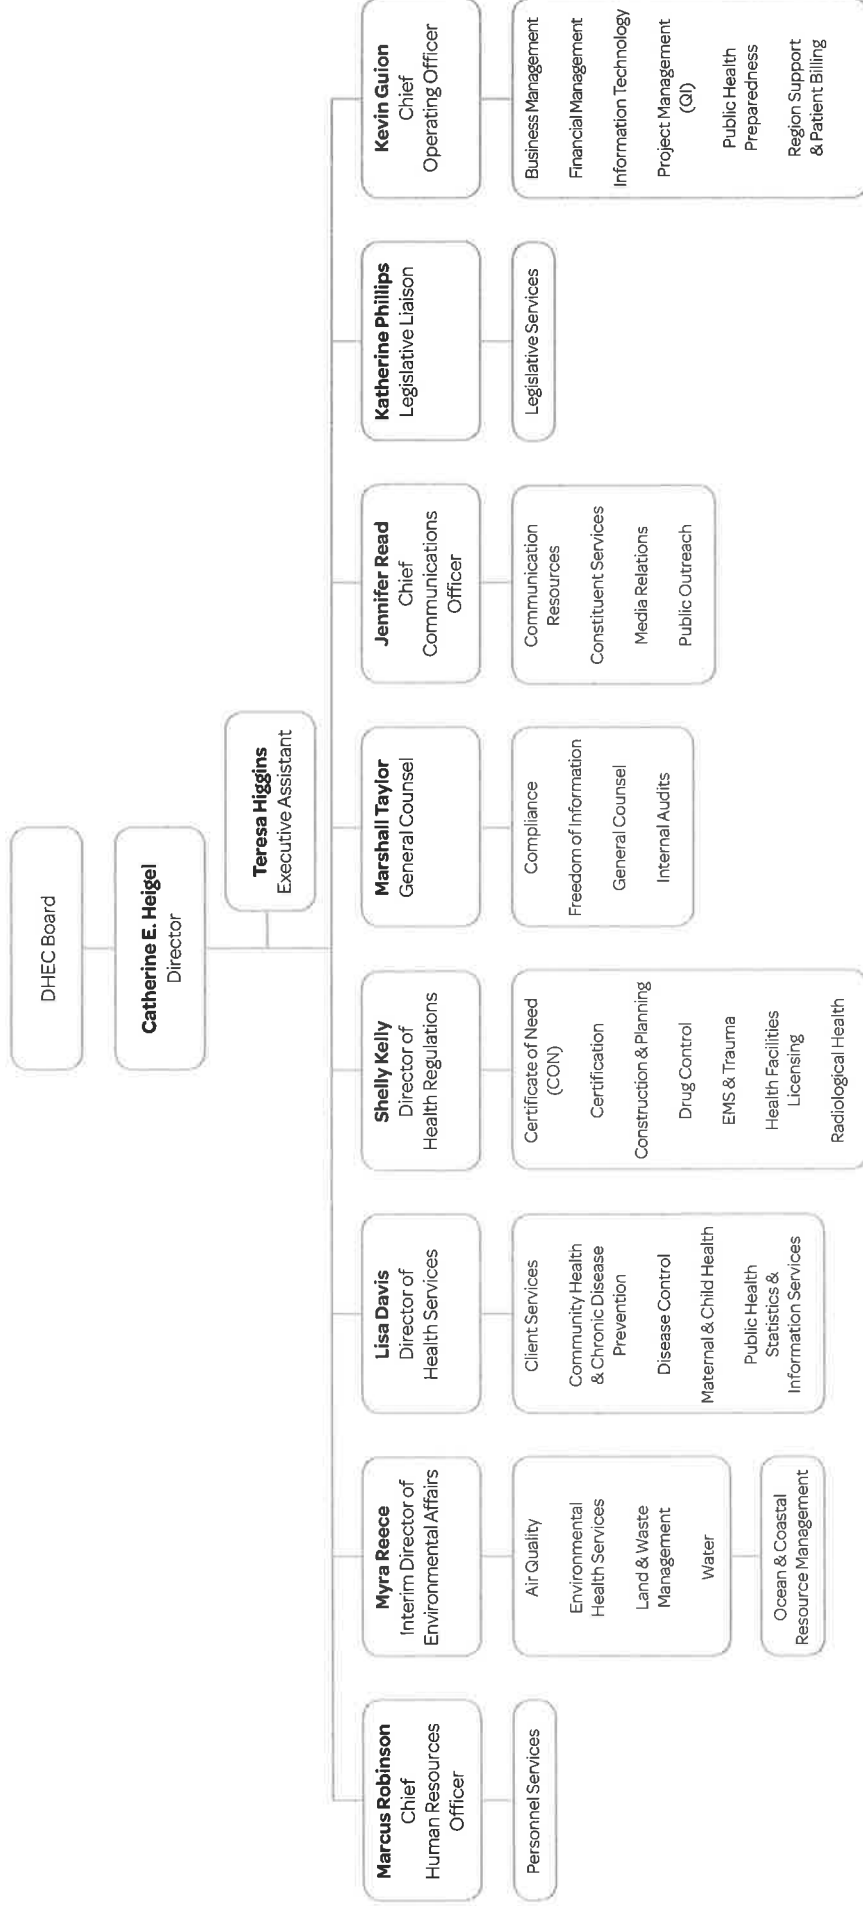 DHEC Board
Catherine E. Heigel
Director
Teresa Higgins
Executive Assistant
Marcus Robinson
Chief
Human Resources
Officer
Personnel Services
Myra Reece
Interim Director of
Environmental Affairs
Air Quality
Environmental
Health Services
Land & Waste
Management
Water
Ocean & Coastal
Resource Management
Lisa Davis
Director of
Health Services
Client Services
Community Health
& Chronic Disease
Prevention
Disease Control
Maternal & Child Health
Public Health
Statistics &
Information Services
Shelly Kelly
Director of
Health Regulations
Certificate of Need
(CON)
Certification
Construction & Planning
Drug Control
EMS & Trauma
Health Facilities
Licensing
Radiological Health
Marshall Taylor
General Counsel
Compliance
Freedom of Information
General Counsel
Internal Audits
Jennifer Read
Chief
Communications
Officer
Communication
Resources
Constituent Services
Media Relations
Public Outreach
Katherine Phillips
Legislative Liaison
Legislative Services
Kevin Guion
Chief
Operating Officer
Business Management
Financial Management
Information Technology
Project Management
(QI)
Public Health
Preparedness
Region Support
& Patient Billing